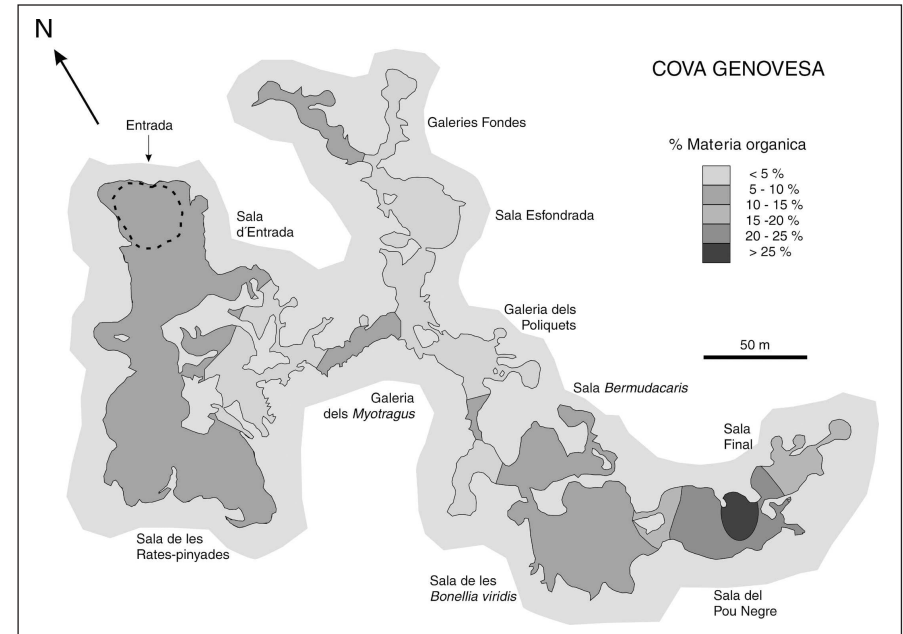 N
COVA GENOVESA
Entrada
Galeries Fondes
% Materia organica
< 5 %
5 - 10 %
10 - 15 %
15 -20 %
20 - 25 %
> 25 %
Sala
d´Entrada
Sala Esfondrada
Galeria dels
Poliquets
50 m
Sala Bermudacaris
Galeria
dels Myotragus
Sala
Final
Sala de les
Rates-pinyades
Sala de les
Bonellia viridis
Sala del
Pou Negre